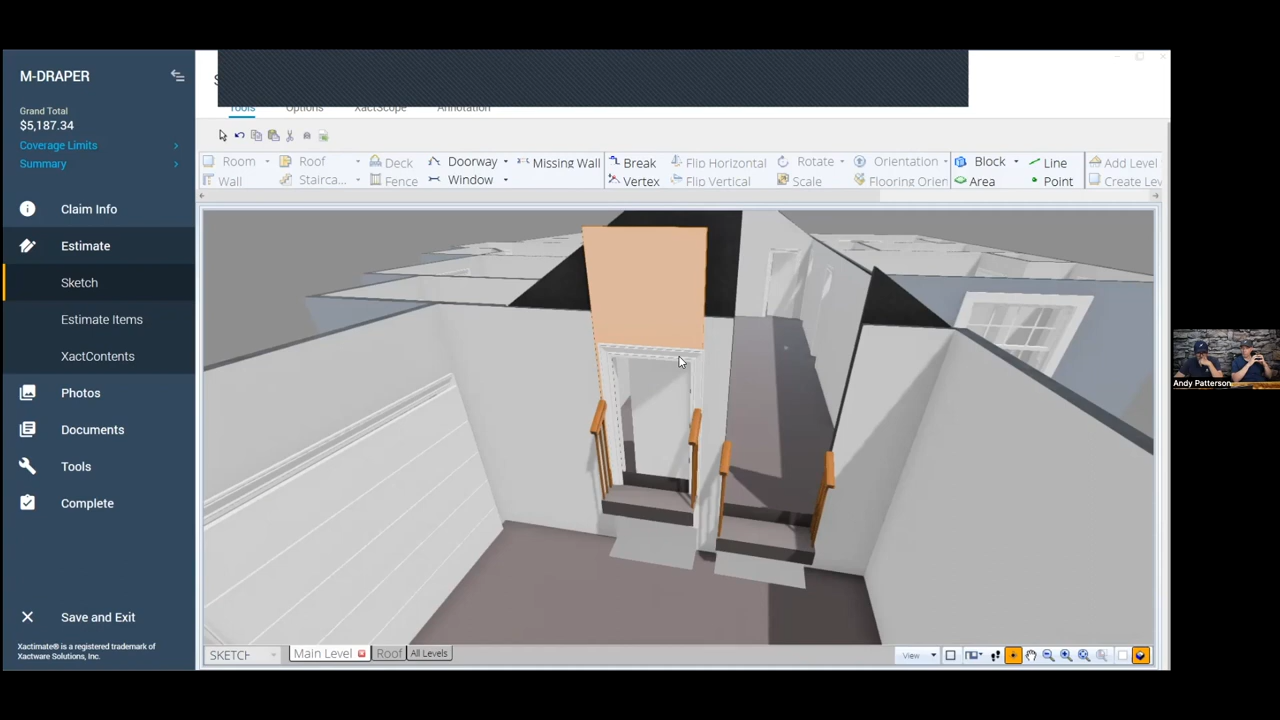 M-DRAPER
Grand Total
$5,187.34
Coverage Limits
Summary
Claim Info
Estimate
Sketch
Estimate Items
XactContents
Photos
Documents
Tools
Complete
Save and Exit
Xactimate® is a registered trademark of
Xactware Solutions, Inc.
Tools Options XactScope Annotation
Room Roof Deck Doorway Missing Wall Break Flip Horizontal Rotate Orientation Block Line Add Level
Wall Stairca... Fence Window Vertex Flip Vertical Scale Flooring Orien Area Point Create Lev
SKETCH Main Level Roof All Levels View
Andy Patterson